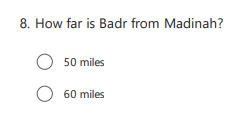 8. How far is Badr from Madinah?
50 miles
60 miles